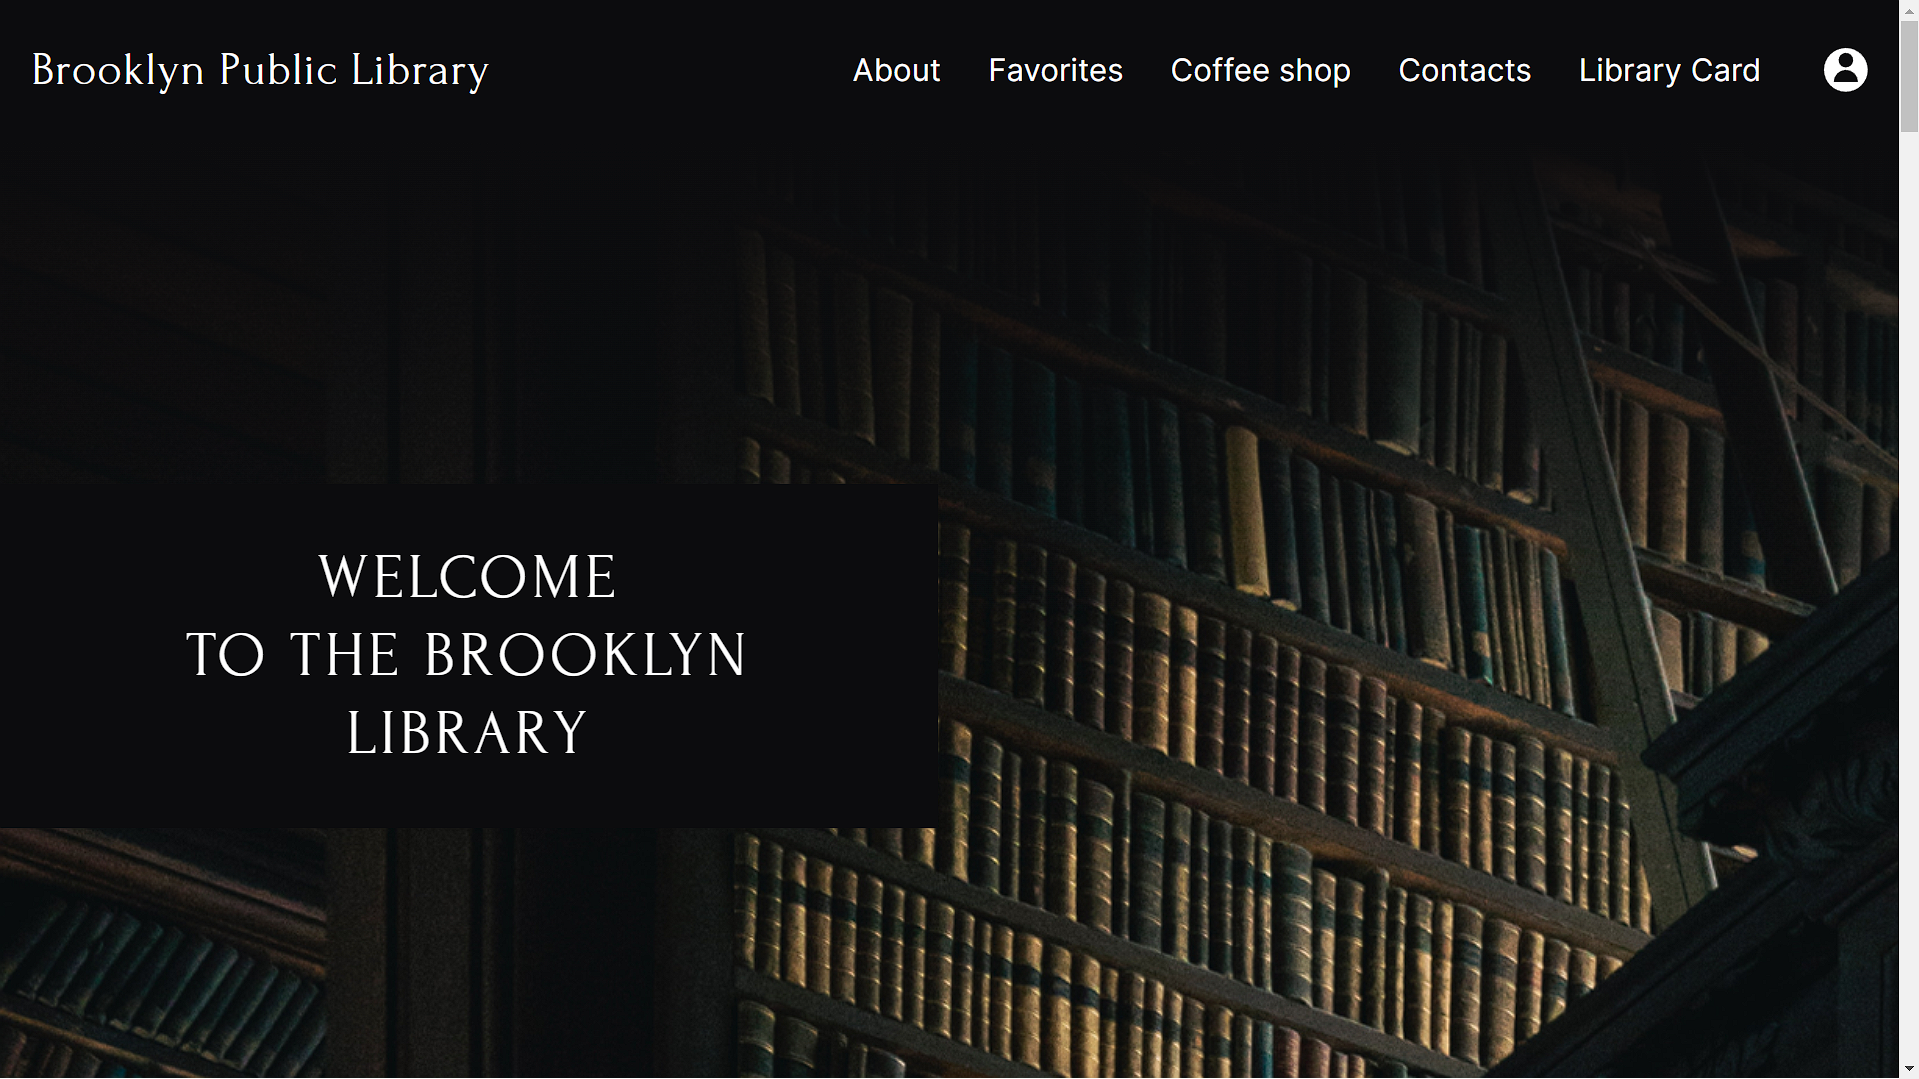 Brooklyn Public Library
About Favorites Coffee shop Contacts Library Card
WELCOME
TO THE BROOKLYN
LIBRARY